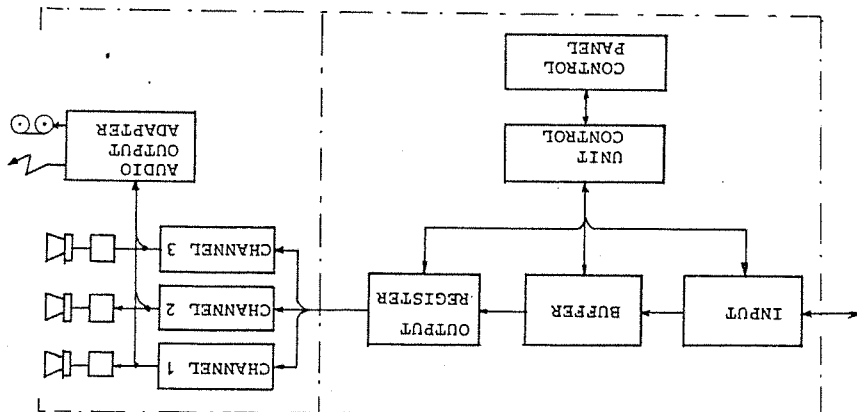 INPUT
BUFFER
OUTPUT
REGISTER
CHANNEL 1
CHANNEL 2
CHANNEL 3
UNIT
CONTROL
CONTROL
PANEL
AUDIO
OUTPUT
ADAPTER